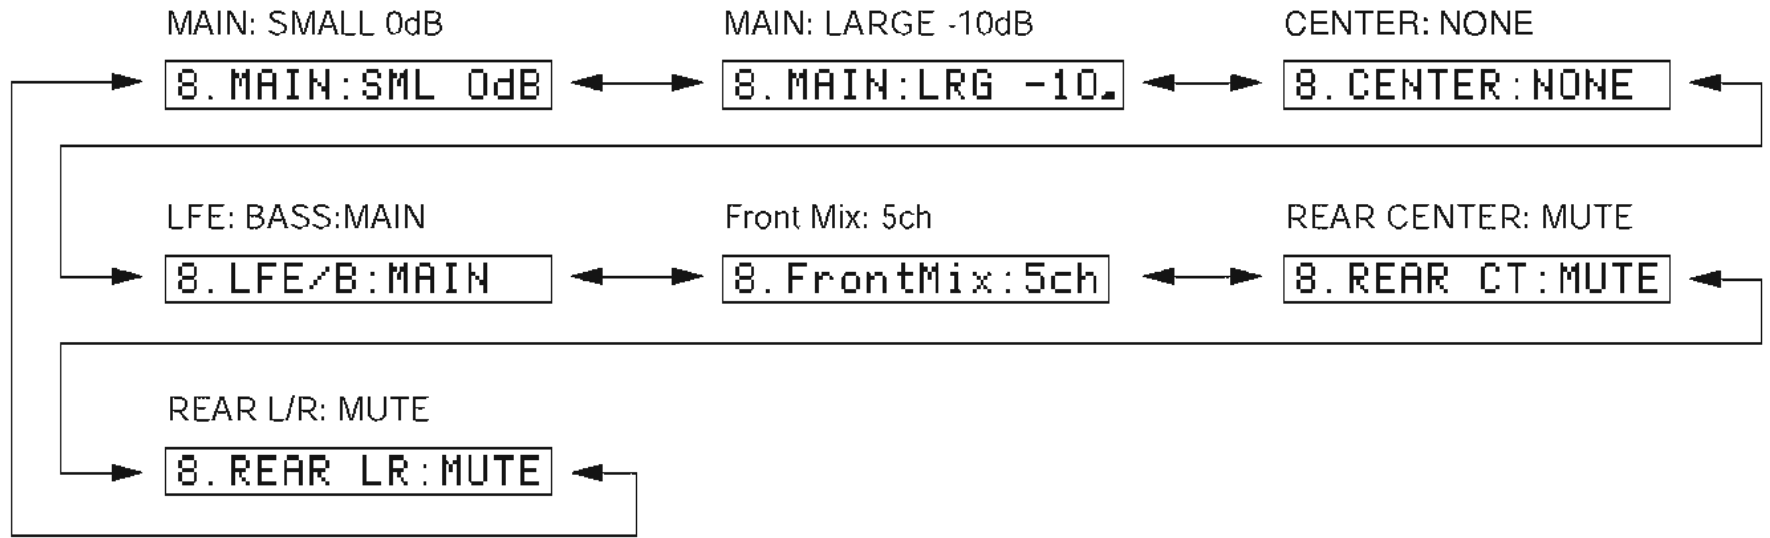 MAIN: SMALL 0dB MAIN: LARGE -10dB CENTER: NONE
8.MAIN:SML 0dB 8.MAIN:LRG -10. 8.CENTER:NONE
LFE: BASS:MAIN Front Mix: 5ch REAR CENTER: MUTE
8.LFE/B:MAIN 8.FrontMix:5ch 8.REAR CT:MUTE
REAR L/R: MUTE
8.REAR LR:MUTE